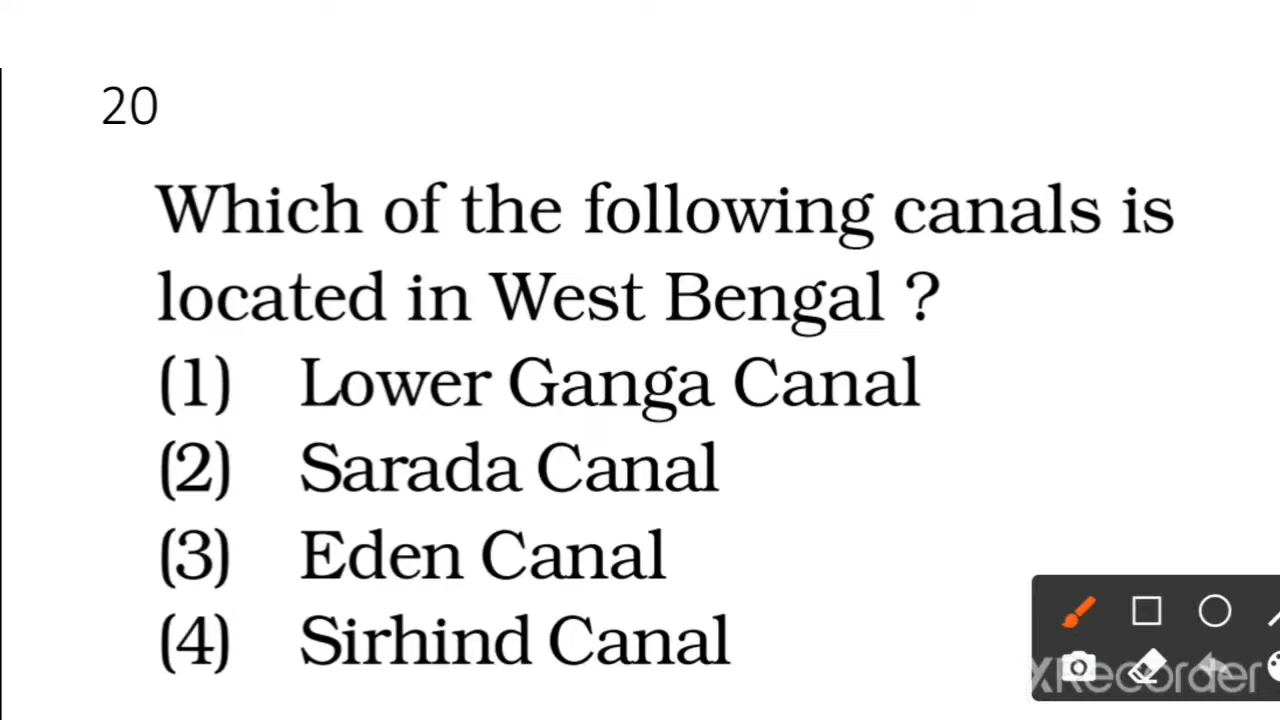 20
Which of the following canals is
located in West Bengal ?
(1) Lower Ganga Canal
(2) Sarada Canal
(3) Eden Canal
(4) Sirhind Canal
XRecorder